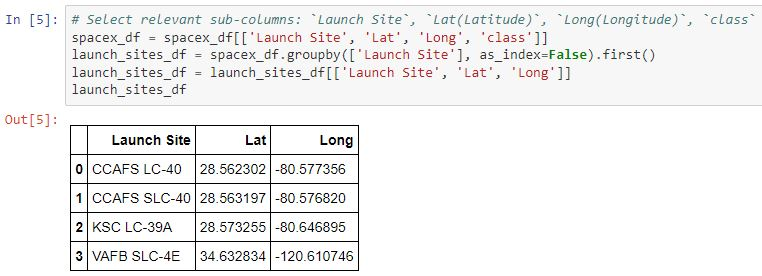 In [5]: # Select relevant sub-columns: `Launch Site`, `Lat(Latitude)`, `Long(Longitude)`, `class`
spacex_df = spacex_df[['Launch Site', 'Lat', 'Long', 'class']]
launch_sites_df = spacex_df.groupby(['Launch Site'], as_index=False).first()
launch_sites_df = launch_sites_df[['Launch Site', 'Lat', 'Long']]
launch_sites_df
Out[5]:
Launch Site Lat Long
0 CCAFS LC-40 28.562302 -80.577356
1 CCAFS SLC-40 28.563197 -80.576820
2 KSC LC-39A 28.573255 -80.646895
3 VAFB SLC-4E 34.632834 -120.610746